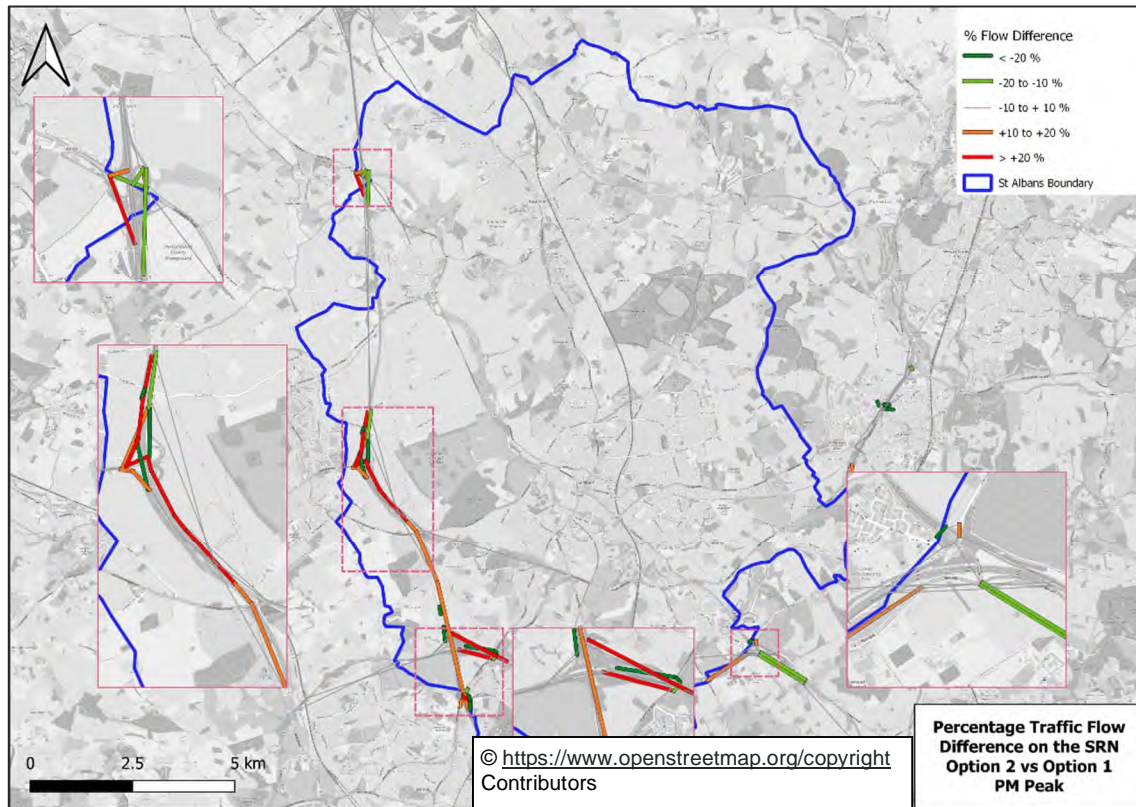 % Flow Difference
< -20 %
-20 to -10 %
-10 to + 10 %
+10 to +20 %
> +20 %
St Albans Boundary
0 2.5 5 km
© https://www.openstreetmap.org/copyright
Contributors
Percentage Traffic Flow
Difference on the SRN
Option 2 vs Option 1
PM Peak